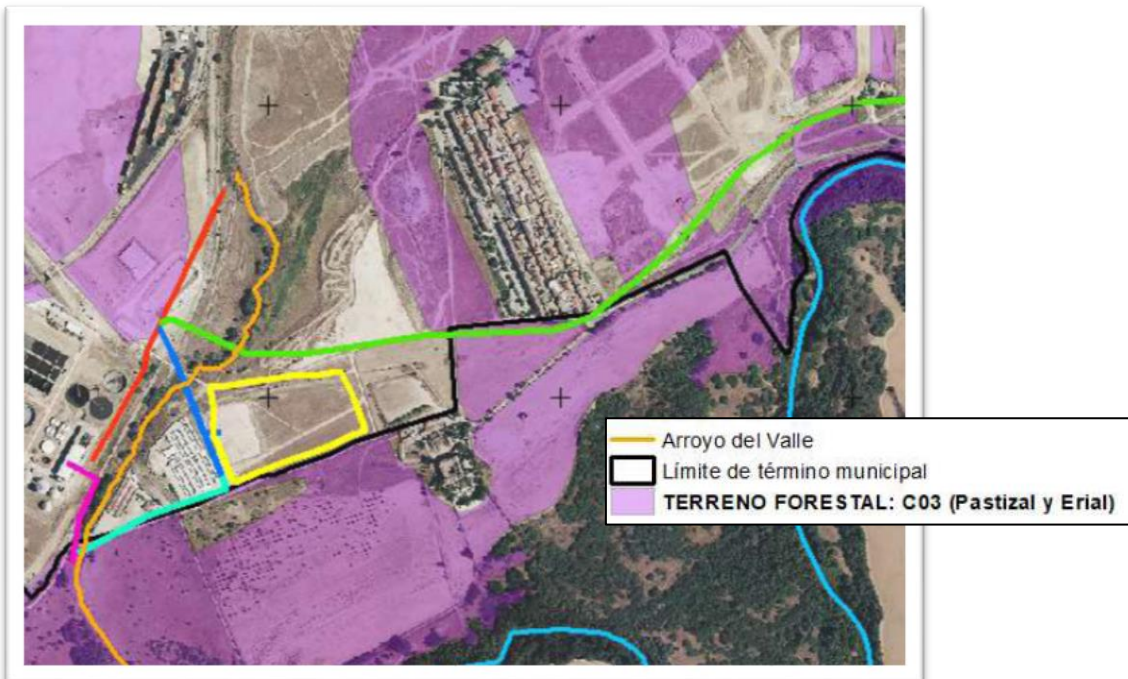 Arroyo del Valle
Límite de término municipal
TERRENO FORESTAL: C03 (Pastizal y Erial)